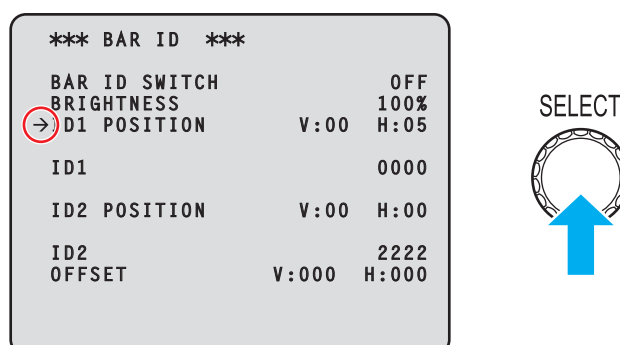 *** BAR ID ***
BAR ID SWITCH OFF
BRIGHTNESS 100%
→ID1 POSITION V:00 H:05
ID1 0000
ID2 POSITION V:00 H:00
ID2 2222
OFFSET V:000 H:000
SELECT